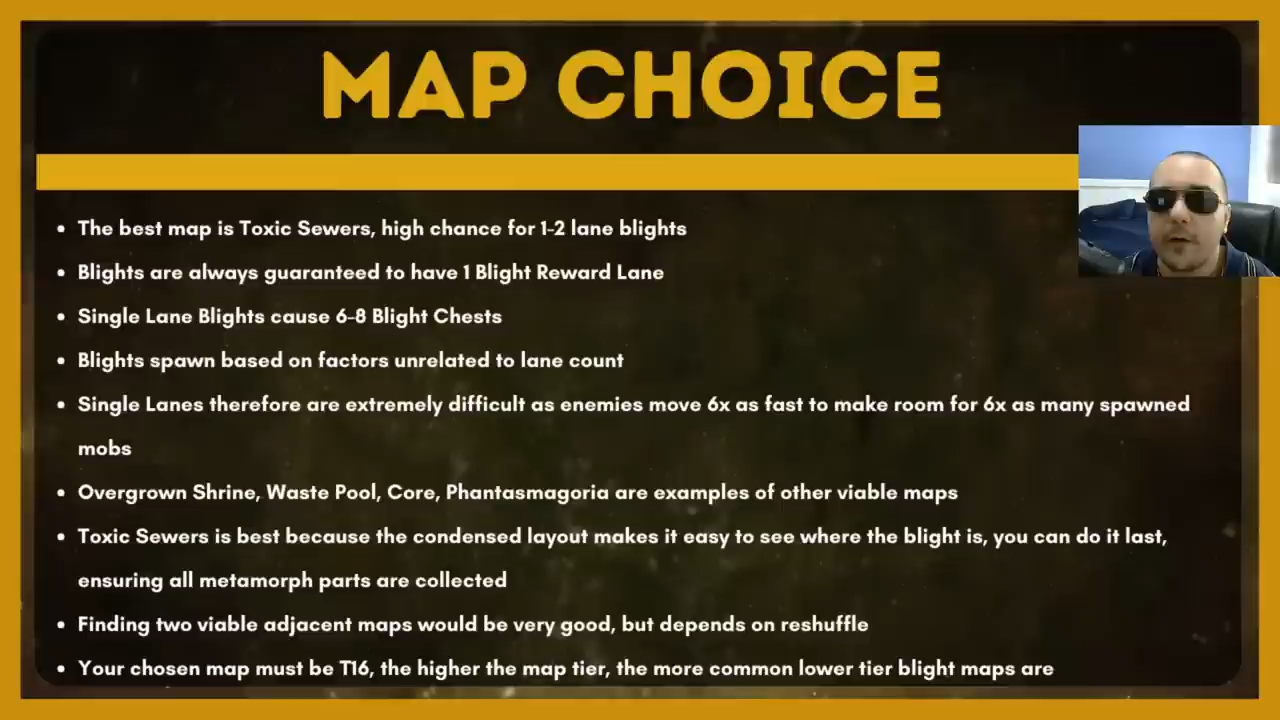 MAP CHOICE
• The best map is Toxic Sewers, high chance for 1-2 lane blights
• Blights are always guaranteed to have 1 Blight Reward Lane
• Single Lane Blights cause 6-8 Blight Chests
• Blights spawn based on factors unrelated to lane count
• Single Lanes therefore are extremely difficult as enemies move 6x as fast to make room for 6x as many spawned
mobs
• Overgrown Shrine, Waste Pool, Core, Phantasmagoria are examples of other viable maps
• Toxic Sewers is best because the condensed layout makes it easy to see where the blight is, you can do it last,
ensuring all metamorph parts are collected
• Finding two viable adjacent maps would be very good, but depends on reshuffle
• Your chosen map must be T16, the higher the map tier, the more common lower tier blight maps are